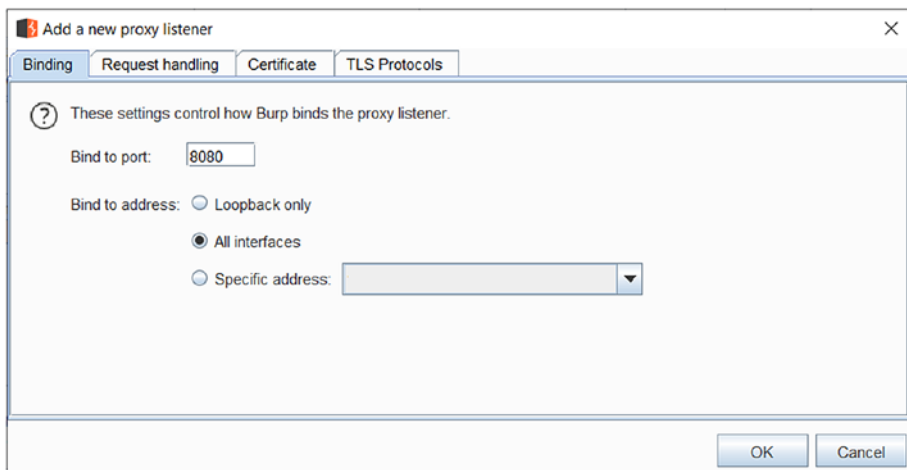 Add a new proxy listener
Binding Request handling Certificate TLS Protocols
These settings control how Burp binds the proxy listener.
Bind to port: 8080
Bind to address: Loopback only
All interfaces
Specific address:
OK Cancel